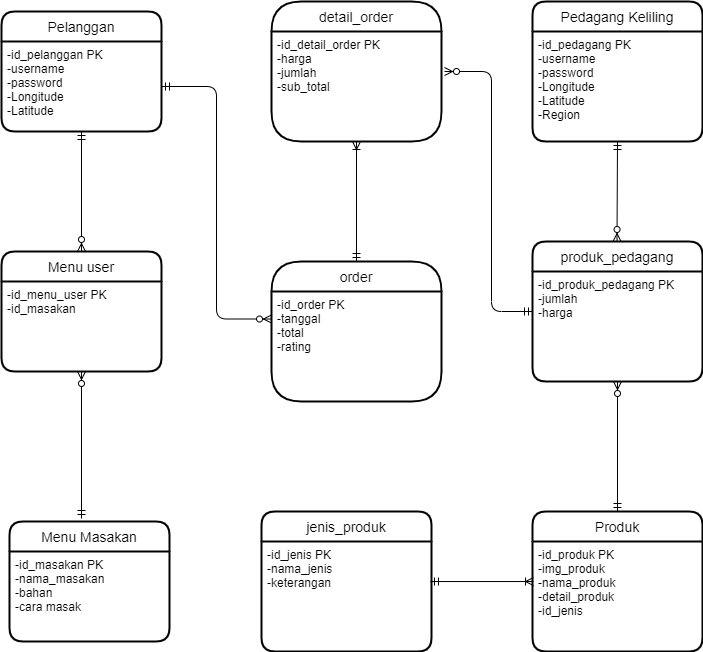 Pelanggan
-id_pelanggan PK
-username
-password
-Longitude
-Latitude
detail_order
-id_detail_order PK
-harga
-jumlah
-sub_total
Pedagang Keliling
-id_pedagang PK
-username
-password
-Longitude
-Latitude
-Region
Menu user
-id_menu_user PK
-id_masakan
order
-id_order PK
-tanggal
-total
-rating
produk_pedagang
-id_produk_pedagang PK
-jumlah
-harga
Menu Masakan
-id_masakan PK
-nama_masakan
-bahan
-cara masak
jenis_produk
-id_jenis PK
-nama_jenis
-keterangan
Produk
-id_produk PK
-img_produk
-nama_produk
-detail_produk
-id_jenis